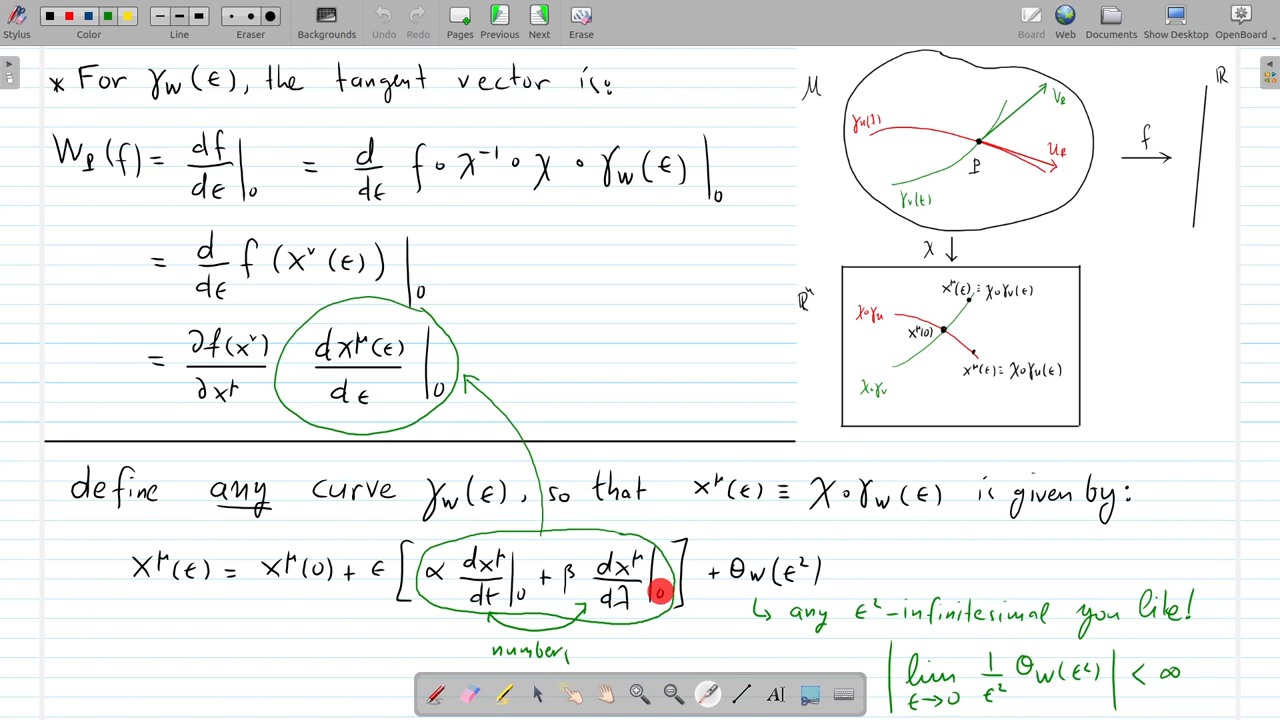 Stylus Color Line Eraser Backgrounds Undo Redo Pages Previous Next Erase Board Web Documents Show Desktop OpenBoard
* For γ_W(ε), the tangent vector is:
W_P(f) = df/dε |_0 = d/dε f ∘ χ⁻¹ ∘ χ ∘ γ_W(ε) |_0
= d/dε f(x^ν(ε)) |_0
= ∂f(x^ν)/∂x^μ dx^μ(ε)/dε |_0
M
γ_u(λ)
V_P
U_P
P
γ_v(t)
f
ℝ
χ
ℝⁿ
x^μ(t) ≡ χ∘γ_v(t)
χ∘γ_u
x^μ(0)
x^μ(t) ≡ χ∘γ_u(t)
χ∘γ_v
define any curve γ_W(ε), so that x^μ(ε) ≡ χ∘γ_W(ε) is given by:
x^μ(ε) = x^μ(0) + ε [ α dx^μ/dt |_0 + β dx^μ/dλ |_0 ] + θ_W(ε²)
↳ any ε²-infinitesimal you like!
numbers
| lim_{ε→0} 1/ε² θ_W(ε²) | < ∞